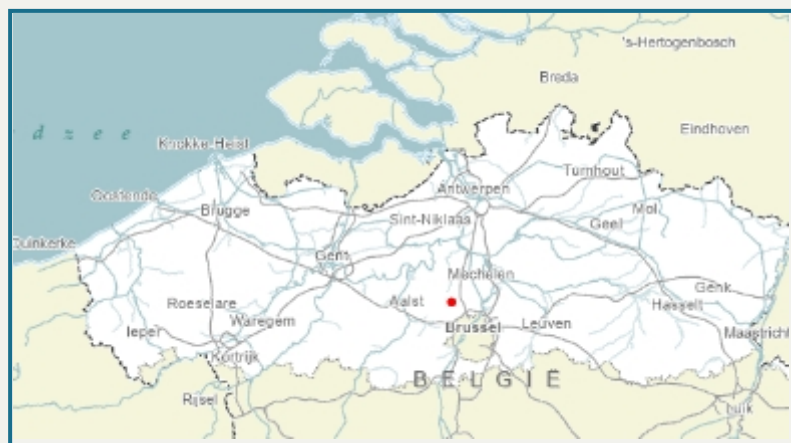 's-Hertogenbosch
Breda
Eindhoven
d z e e
Knokke-Heist
Turnhout
Antwerpen
Oostende
Brugge
Sint-Niklaas
Mol
Geel
Duinkerke
Gent
Mechelen
Genk
Roeselare
Aalst
Hasselt
Ieper
Waregem
Brussel
Leuven
Maastricht
Kortrijk
BELGIË
Rijsel
Luik